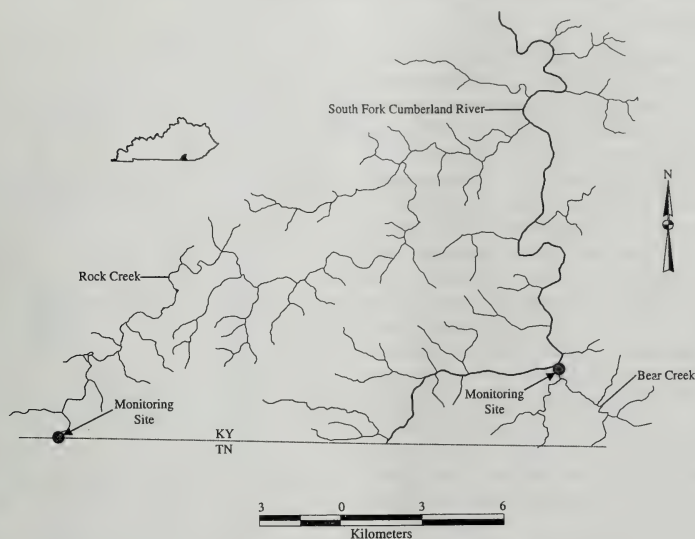 South Fork Cumberland River
N
Rock Creek
Bear Creek
Monitoring
Site
Monitoring
Site
KY
TN
3 0 3 6
Kilometers